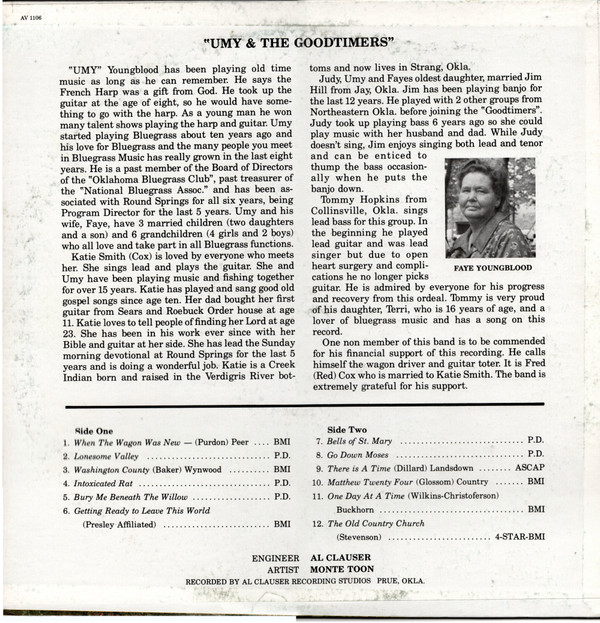 AV 1106
"UMY & THE GOODTIMERS"
"UMY" Youngblood has been playing old time
music as long as he can remember. He says the
French Harp was a gift from God. He took up the
guitar at the age of eight, so he would have some-
thing to go with the harp. As a young man he won
many talent shows playing the harp and guitar. Umy
started playing Bluegrass about ten years ago and
his love for Bluegrass and the many people you meet
in Bluegrass Music has really grown in the last eight
years. He is a past member of the Board of Directors
of the "Oklahoma Bluegrass Club", past treasurer of
the "National Bluegrass Assoc." and has been as-
sociated with Round Springs for all six years, being
Program Director for the last 5 years. Umy and his
wife, Faye, have 3 married children (two daughters
and a son) and 6 grandchildren (4 girls and 2 boys)
who all love and take part in all Bluegrass functions.
Katie Smith (Cox) is loved by everyone who meets
her. She sings lead and plays the guitar. She and
Umy have been playing music and fishing together
for over 15 years. Katie has played and sang good old
gospel songs since age ten. Her dad bought her first
guitar from Sears and Roebuck Order house at age
11. Katie loves to tell people of finding her Lord at age
23. She has been in his work ever since with her
Bible and guitar at her side. She has lead the Sunday
morning devotional at Round Springs for the last 5
years and is doing a wonderful job. Katie is a Creek
Indian born and raised in the Verdigris River bot-
toms and now lives in Strang, Okla.
Judy, Umy and Fayes oldest daughter, married Jim
Hill from Jay, Okla. Jim has been playing banjo for
the last 12 years. He played with 2 other groups from
Northeastern Okla. before joining the "Goodtimers".
Judy took up playing bass 6 years ago so she could
play music with her husband and dad. While Judy
doesn't sing, Jim enjoys singing both lead and tenor
and can be enticed to
thump the bass occasion-
ally when he puts the
banjo down.
Tommy Hopkins from
Collinsville, Okla. sings
lead bass for this group. In
the beginning he played
lead guitar and was lead
singer but due to open
heart surgery and compli-
cations he no longer picks
guitar. He is admired by everyone for his progress
and recovery from this ordeal. Tommy is very proud
of his daughter, Terri, who is 16 years of age, and a
lover of bluegrass music and has a song on this
record.
One non member of this band is to be commended
for his financial support of this recording. He calls
himself the wagon driver and guitar toter. It is Fred
(Red) Cox who is married to Katie Smith. The band is
extremely grateful for his support.
FAYE YOUNGBLOOD
Side One
1. When The Wagon Was New — (Purdon) Peer .... BMI
2. Lonesome Valley ........................ P.D.
3. Washington County (Baker) Wynwood .......... BMI
4. Intoxicated Rat ........................ P.D.
5. Bury Me Beneath The Willow .................. P.D.
6. Getting Ready to Leave This World
(Presley Affiliated) ........................ BMI
Side Two
7. Bells of St. Mary ............................ P.D.
8. Go Down Moses ............................ P.D.
9. There is A Time (Dillard) Landsdown ........ ASCAP
10. Matthew Twenty Four (Glossom) Country ....... BMI
11. One Day At A Time (Wilkins-Christoferson)
Buckhorn ................................ BMI
12. The Old Country Church
(Stevenson) ........................ 4-STAR-BMI
ENGINEER AL CLAUSER
ARTIST MONTE TOON
RECORDED BY AL CLAUSER RECORDING STUDIOS PRUE, OKLA.